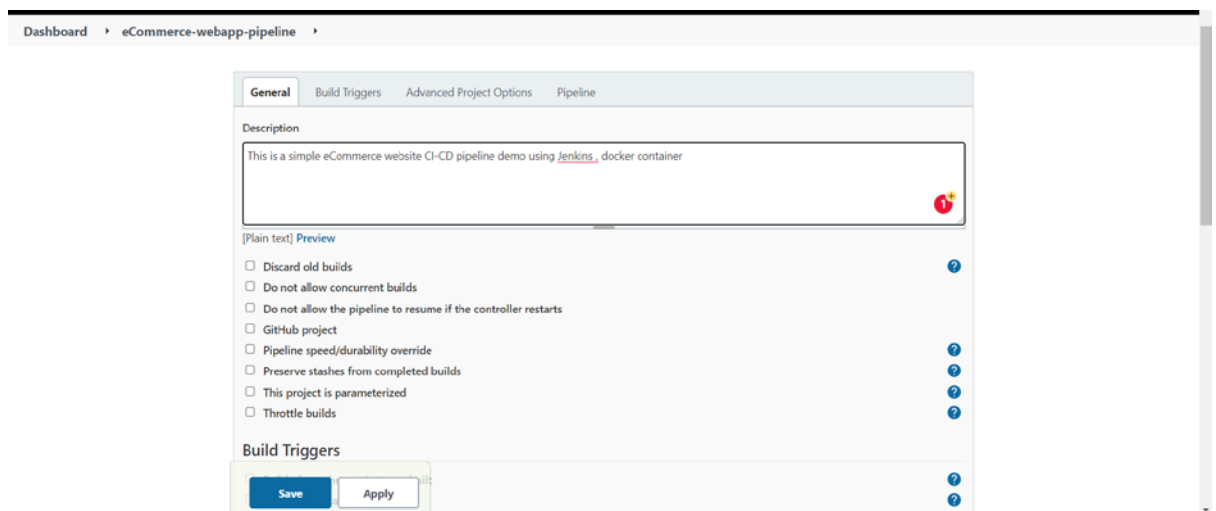 Dashboard eCommerce-webapp-pipeline
General Build Triggers Advanced Project Options Pipeline
Description
This is a simple eCommerce website CI-CD pipeline demo using Jenkins , docker container
1
[Plain text] Preview
Discard old builds ?
Do not allow concurrent builds
Do not allow the pipeline to resume if the controller restarts
GitHub project
Pipeline speed/durability override ?
Preserve stashes from completed builds ?
This project is parameterized ?
Throttle builds ?
Build Triggers
?
Save Apply ?